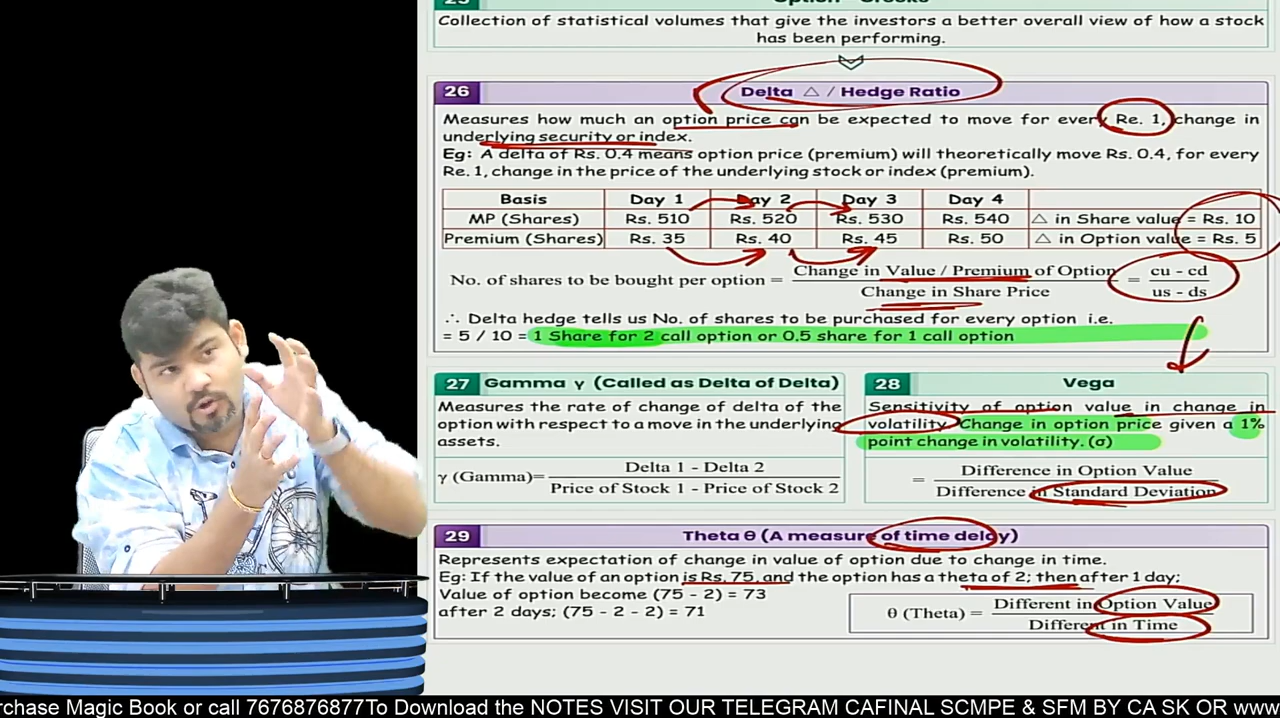 Option - Greeks
Collection of statistical volumes that give the investors a better overall view of how a stock
has been performing.
26 Delta △ / Hedge Ratio
Measures how much an option price can be expected to move for every Re. 1, change in
underlying security or index.
Eg: A delta of Rs. 0.4 means option price (premium) will theoretically move Rs. 0.4, for every
Re. 1, change in the price of the underlying stock or index (premium).
Basis Day 1 Day 2 Day 3 Day 4
MP (Shares) Rs. 510 Rs. 520 Rs. 530 Rs. 540 △ in Share value = Rs. 10
Premium (Shares) Rs. 35 Rs. 40 Rs. 45 Rs. 50 △ in Option value = Rs. 5
No. of shares to be bought per option = Change in Value / Premium of Option = cu - cd
Change in Share Price us - ds
∴ Delta hedge tells us No. of shares to be purchased for every option i.e.
= 5 / 10 = 1 Share for 2 call option or 0.5 share for 1 call option
27 Gamma γ (Called as Delta of Delta)
Measures the rate of change of delta of the
option with respect to a move in the underlying
assets.
γ (Gamma)= Delta 1 - Delta 2
Price of Stock 1 - Price of Stock 2
28 Vega
Sensitivity of option value in change in
volatility. Change in option price given a 1%
point change in volatility. (σ)
= Difference in Option Value
Difference in Standard Deviation
29 Theta θ (A measure of time delay)
Represents expectation of change in value of option due to change in time.
Eg: If the value of an option is Rs. 75, and the option has a theta of 2; then after 1 day;
Value of option become (75 - 2) = 73
after 2 days; (75 - 2 - 2) = 71
θ (Theta) = Different in Option Value
Different in Time
rchase Magic Book or call 7676876877To Download the NOTES VISIT OUR TELEGRAM CAFINAL SCMPE & SFM BY CA SK OR www